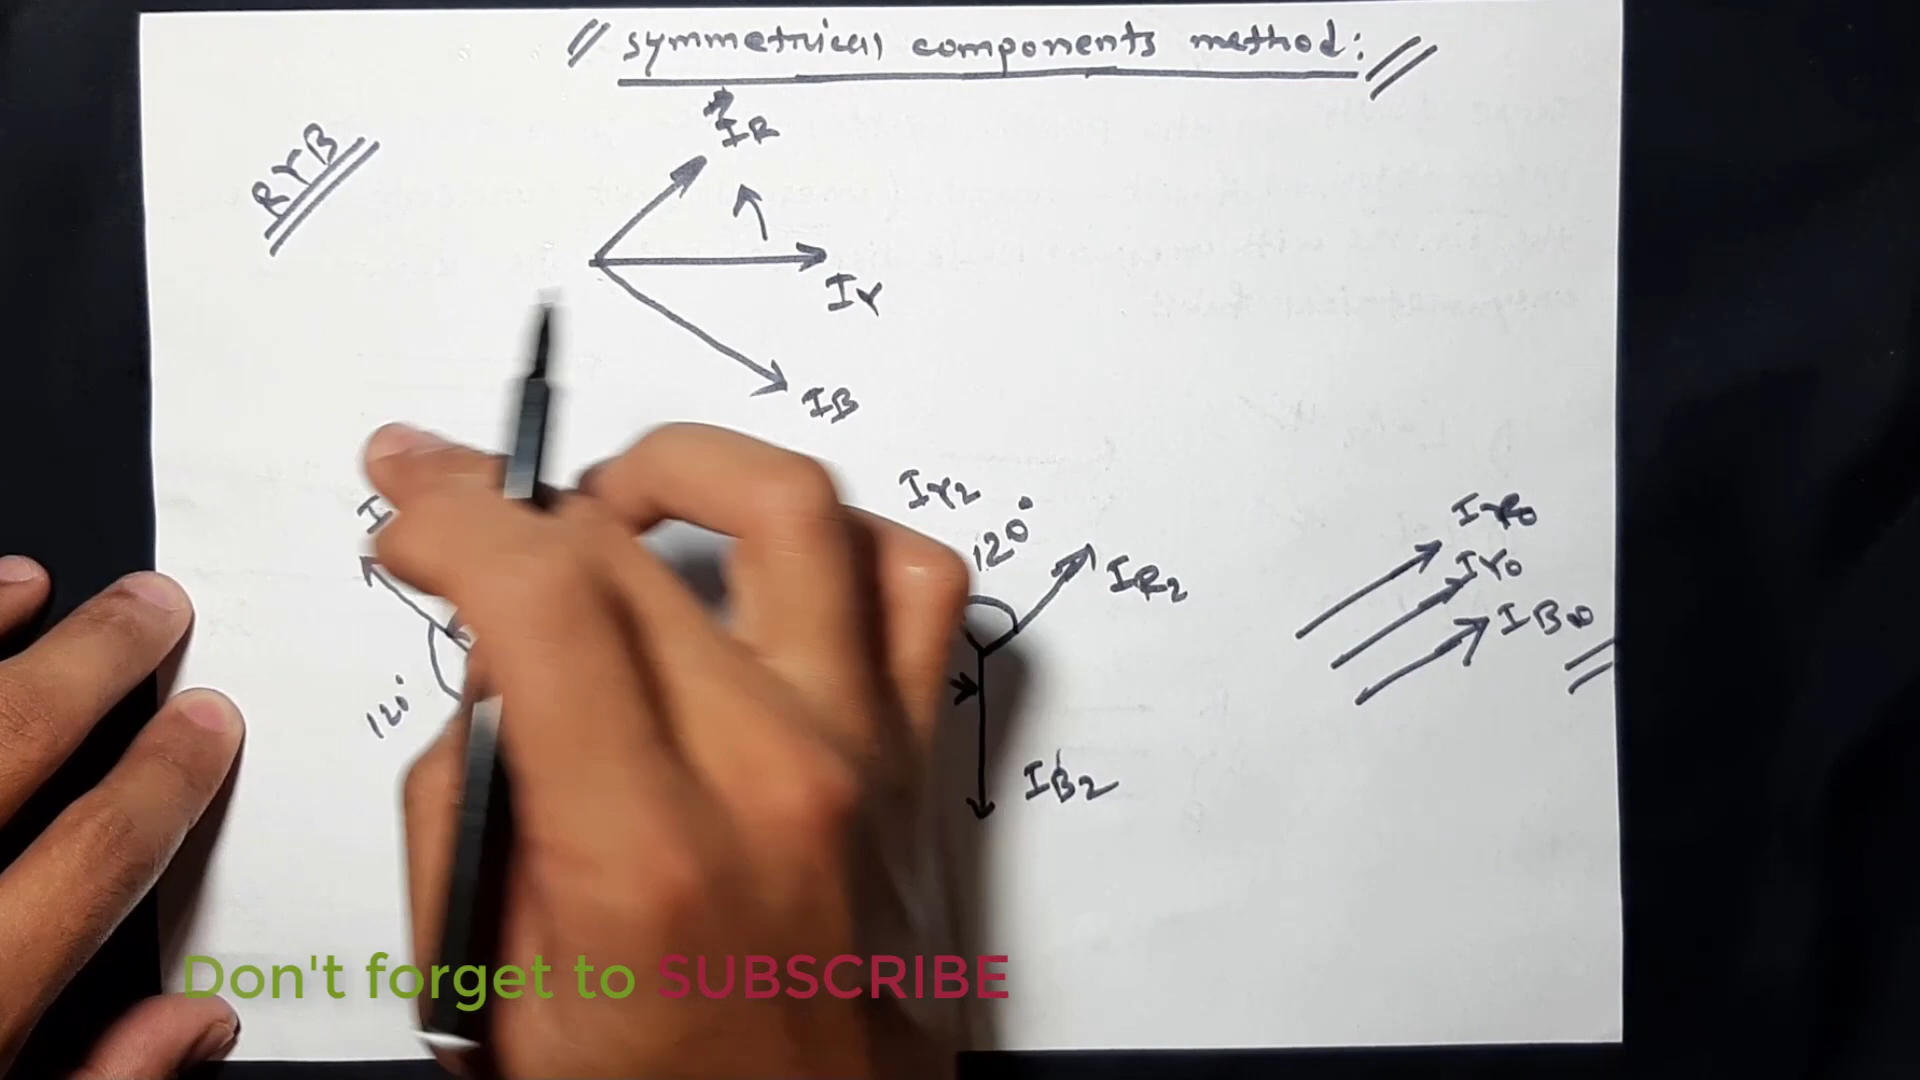 // symmetrical components method: //
RYB
IR
IY
IB
I
120°
IY2
120°
IR2
IB2
IR0
IY0
IB0
Don't forget to SUBSCRIBE